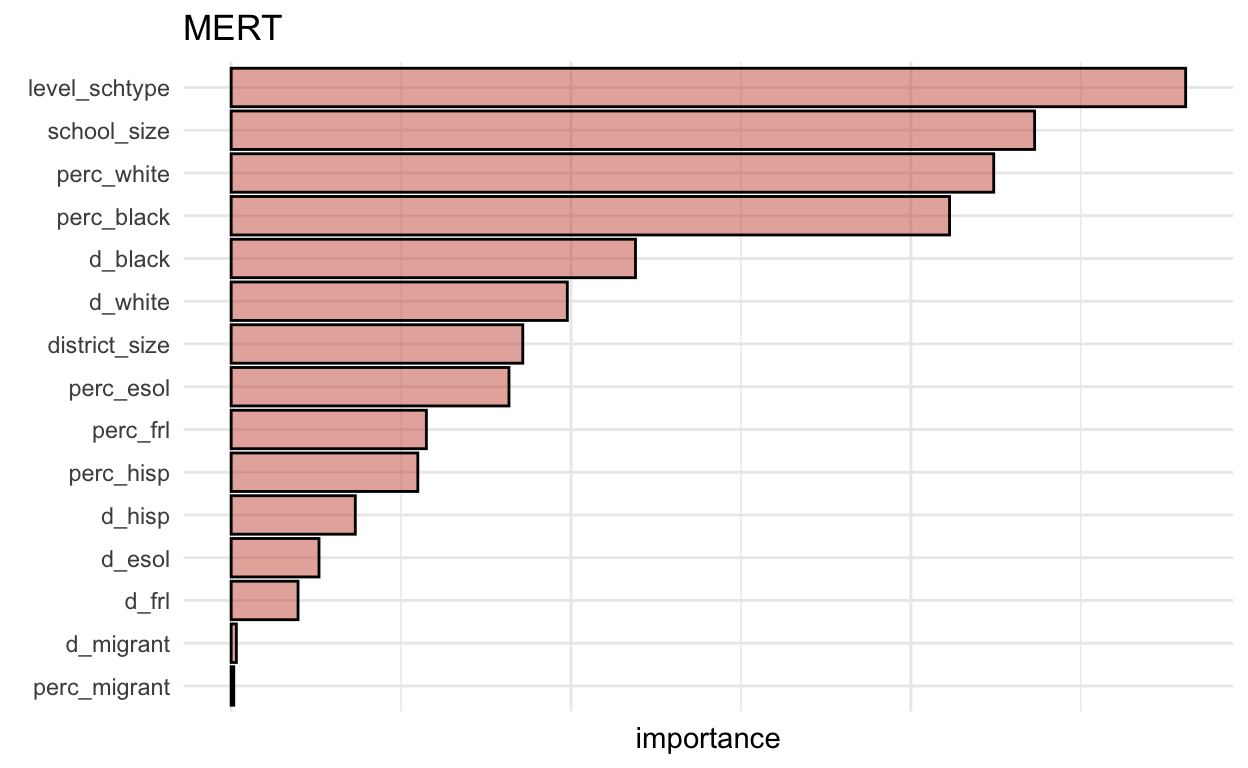 MERT
level_schtype
school_size
perc_white
perc_black
d_black
d_white
district_size
perc_esol
perc_frl
perc_hisp
d_hisp
d_esol
d_frl
d_migrant
perc_migrant
importance